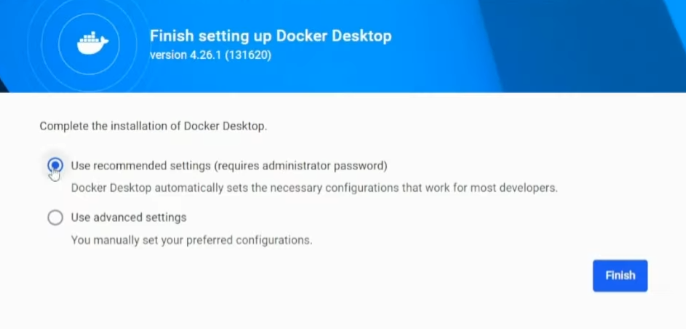 Finish setting up Docker Desktop
version 4.26.1 (131620)
Complete the installation of Docker Desktop.
Use recommended settings (requires administrator password)
Docker Desktop automatically sets the necessary configurations that work for most developers.
Use advanced settings
You manually set your preferred configurations.
Finish